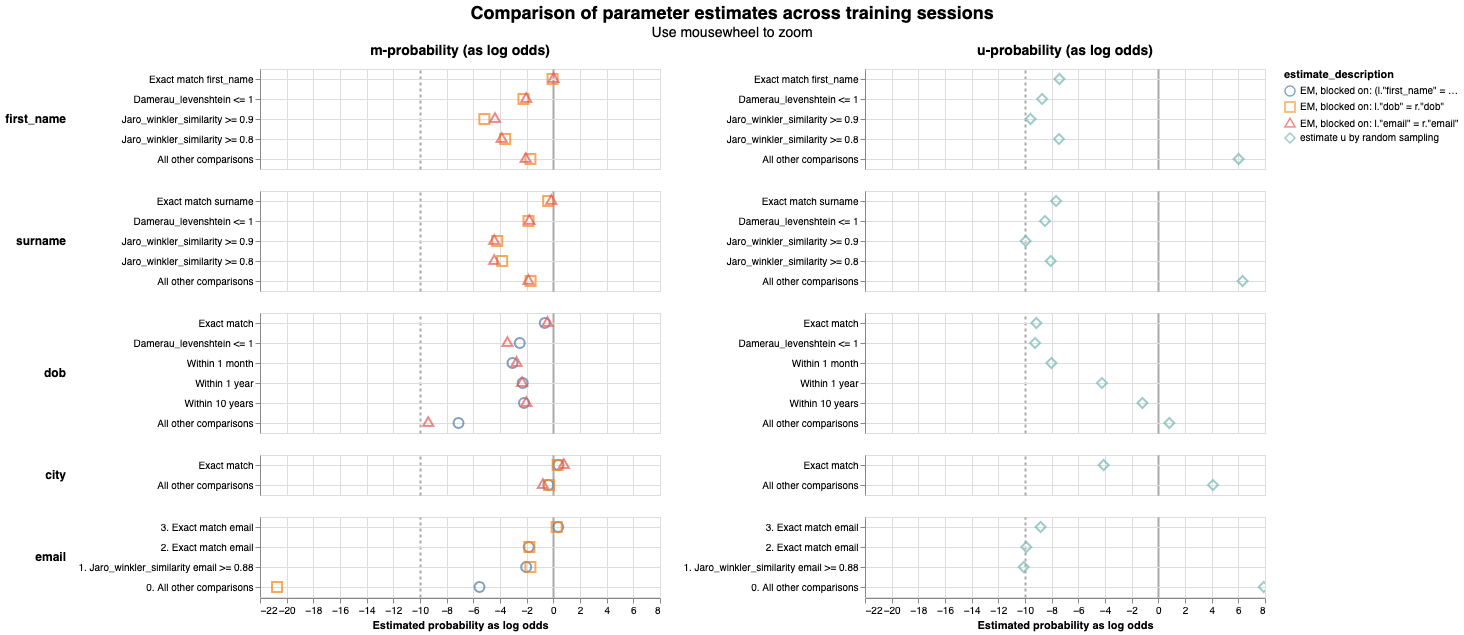 Comparison of parameter estimates across training sessions
Use mousewheel to zoom
m-probability (as log odds)
first_name
Exact match first_name
Damerau_levenshtein <= 1
Jaro_winkler_similarity >= 0.9
Jaro_winkler_similarity >= 0.8
All other comparisons
surname
Exact match surname
Damerau_levenshtein <= 1
Jaro_winkler_similarity >= 0.9
Jaro_winkler_similarity >= 0.8
All other comparisons
dob
Exact match
Damerau_levenshtein <= 1
Within 1 month
Within 1 year
Within 10 years
All other comparisons
city
Exact match
All other comparisons
email
3. Exact match email
2. Exact match email
1. Jaro_winkler_similarity email >= 0.88
0. All other comparisons
−22 −20 −18 −16 −14 −12 −10 −8 −6 −4 −2 0 2 4 6 8
Estimated probability as log odds
u-probability (as log odds)
Exact match first_name
Damerau_levenshtein <= 1
Jaro_winkler_similarity >= 0.9
Jaro_winkler_similarity >= 0.8
All other comparisons
Exact match surname
Damerau_levenshtein <= 1
Jaro_winkler_similarity >= 0.9
Jaro_winkler_similarity >= 0.8
All other comparisons
Exact match
Damerau_levenshtein <= 1
Within 1 month
Within 1 year
Within 10 years
All other comparisons
Exact match
All other comparisons
3. Exact match email
2. Exact match email
1. Jaro_winkler_similarity email >= 0.88
0. All other comparisons
−22 −20 −18 −16 −14 −12 −10 −8 −6 −4 −2 0 2 4 6 8
Estimated probability as log odds
estimate_description
EM, blocked on: (l."first_name" = …
EM, blocked on: l."dob" = r."dob"
EM, blocked on: l."email" = r."email"
estimate u by random sampling